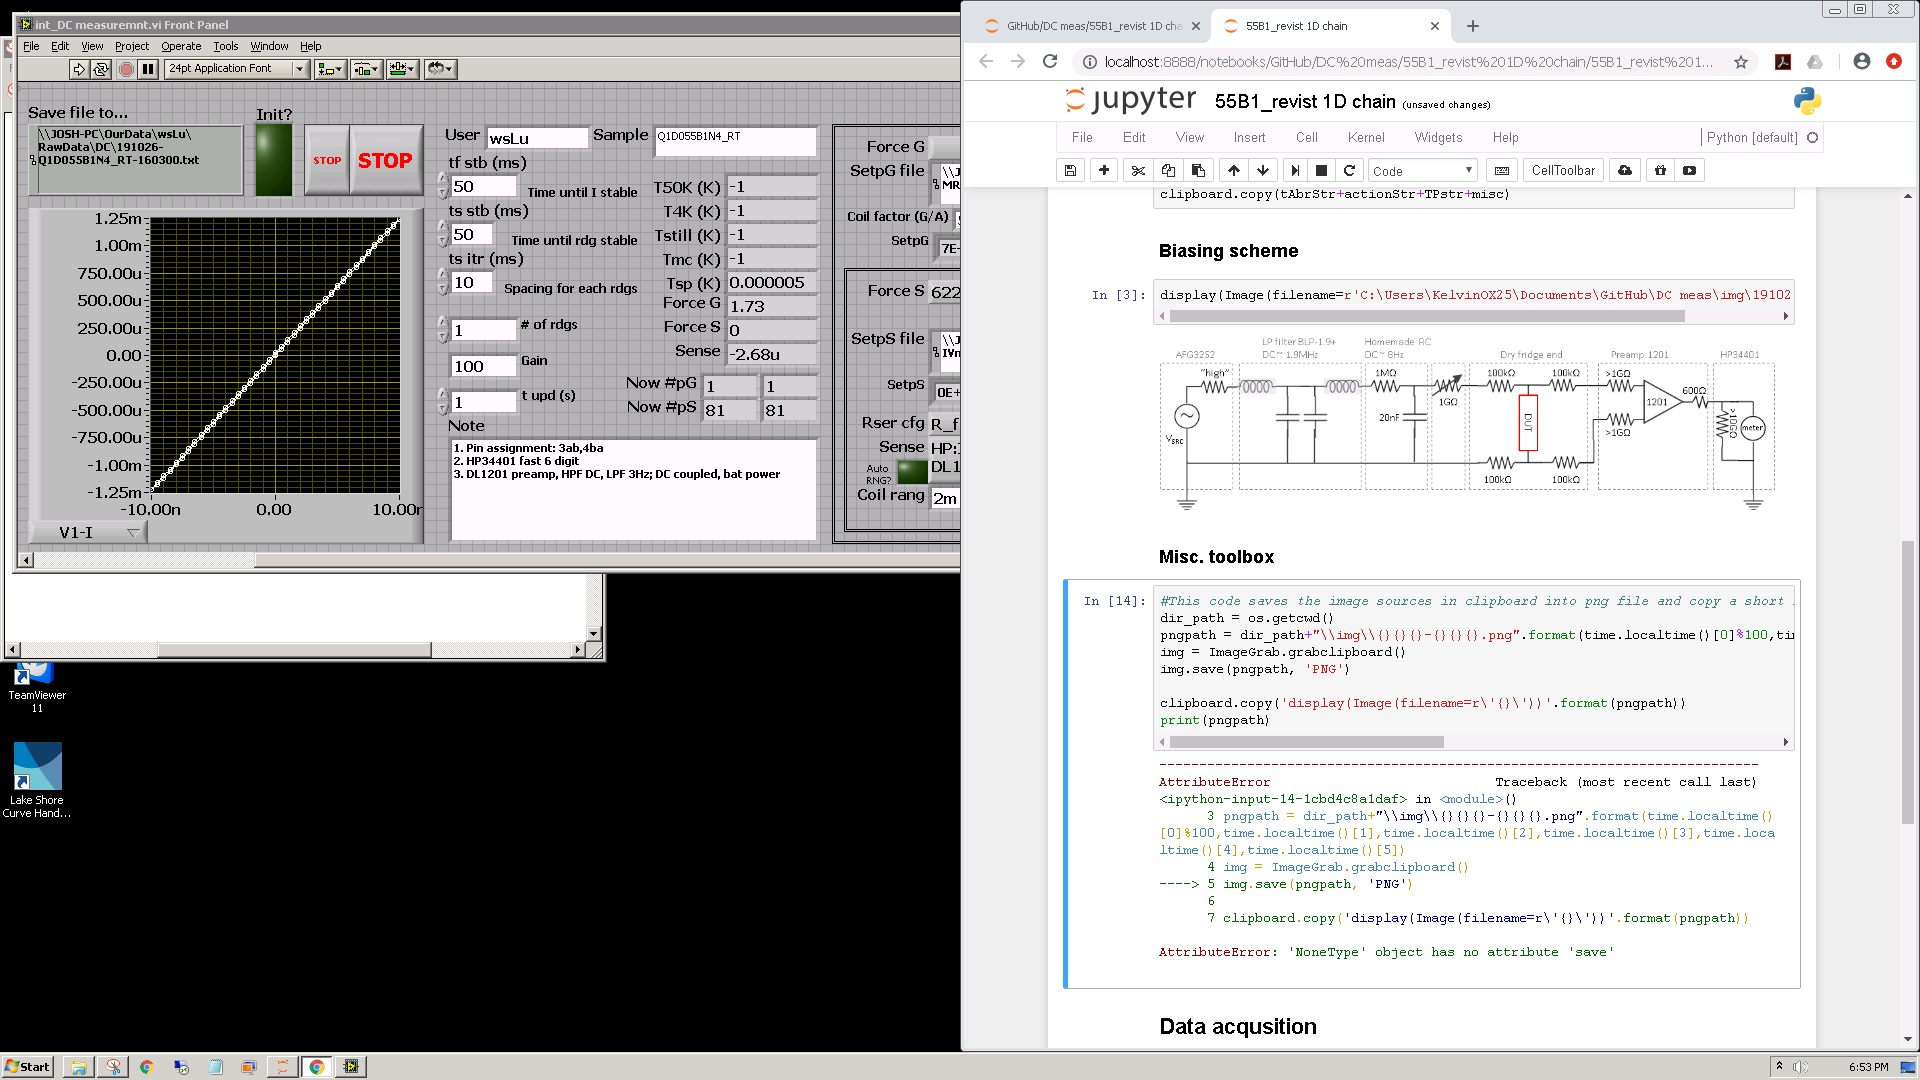 int_DC measuremnt.vi Front Panel
File Edit View Project Operate Tools Window Help
24pt Application Font
Save file to...
Init?
\\JOSH-PC\OurData\wsLu\
RawData\DC\191026-
Q1D055B1N4_RT-160300.txt
STOP
STOP
User
wsLu
Sample
Q1D055B1N4_RT
tf stb (ms)
50
Time until I stable
ts stb (ms)
50
Time until rdg stable
ts itr (ms)
10
Spacing for each rdgs
1
# of rdgs
100
Gain
1
t upd (s)
T50K (K) -1
T4K (K) -1
Tstill (K) -1
Tmc (K) -1
Tsp (K) 0.000005
Force G 1.73
Force S 0
Sense -2.68u
Now #pG 1 1
Now #pS 81 81
Note
1. Pin assignment: 3ab,4ba
2. HP34401 fast 6 digit
3. DL1201 preamp, HPF DC, LPF 3Hz; DC coupled, bat power
1.25m
1.00m
750.00u
500.00u
250.00u
0.00
-250.00u
-500.00u
-750.00u
-1.00m
-1.25m
-10.00n 0.00 10.00n
V1-I
Force G
SetpG file
\\J
MR
Coil factor (G/A)
SetpG
7E-
Force S
622
SetpS file
\\J
IVn
SetpS
0E+
Rser cfg
R_f
Sense
HP:
DL1
Auto
RNG?
Coil rang
2m
TeamViewer
11
Lake Shore
Curve Hand...
Start
6:53 PM
GitHub/DC meas/55B1_revist 1D cha
55B1_revist 1D chain
localhost:8888/notebooks/GitHub/DC%20meas/55B1_revist%201D%20chain/55B1_revist%201...
jupyter 55B1_revist 1D chain (unsaved changes)
File Edit View Insert Cell Kernel Widgets Help
Python [default]
Code
CellToolbar
clipboard.copy(tAbrStr+actionStr+TPstr+misc)
Biasing scheme
In [3]: display(Image(filename=r'C:\Users\KelvinOX25\Documents\GitHub\DC meas\img\19102
AFG3252
LP filter BLP-1.9+
DC~ 1.9MHz
Homemade RC
DC~ 8Hz
Dry fridge end
Preamp 1201
HP34401
"high"
1MΩ
1GΩ
20nF
100kΩ
100kΩ
>1GΩ
600Ω
VSRC
DUT
1201
>10GΩ
meter
>1GΩ
100kΩ
100kΩ
Misc. toolbox
In [14]: #This code saves the image sources in clipboard into png file and copy a short
dir_path = os.getcwd()
pngpath = dir_path+"\\img\\{}{}{}-{}{}{}.png".format(time.localtime()[0]%100,tim
img = ImageGrab.grabclipboard()
img.save(pngpath, 'PNG')
clipboard.copy('display(Image(filename=r\'{}\'))'.format(pngpath))
print(pngpath)
---------------------------------------------------------------------------
AttributeError Traceback (most recent call last)
<ipython-input-14-1cbd4c8a1daf> in <module>()
3 pngpath = dir_path+"\\img\\{}{}{}-{}{}{}.png".format(time.localtime()
[0]%100,time.localtime()[1],time.localtime()[2],time.localtime()[3],time.loca
ltime()[4],time.localtime()[5])
4 img = ImageGrab.grabclipboard()
----> 5 img.save(pngpath, 'PNG')
6
7 clipboard.copy('display(Image(filename=r\'{}\'))'.format(pngpath))
AttributeError: 'NoneType' object has no attribute 'save'
Data acqusition